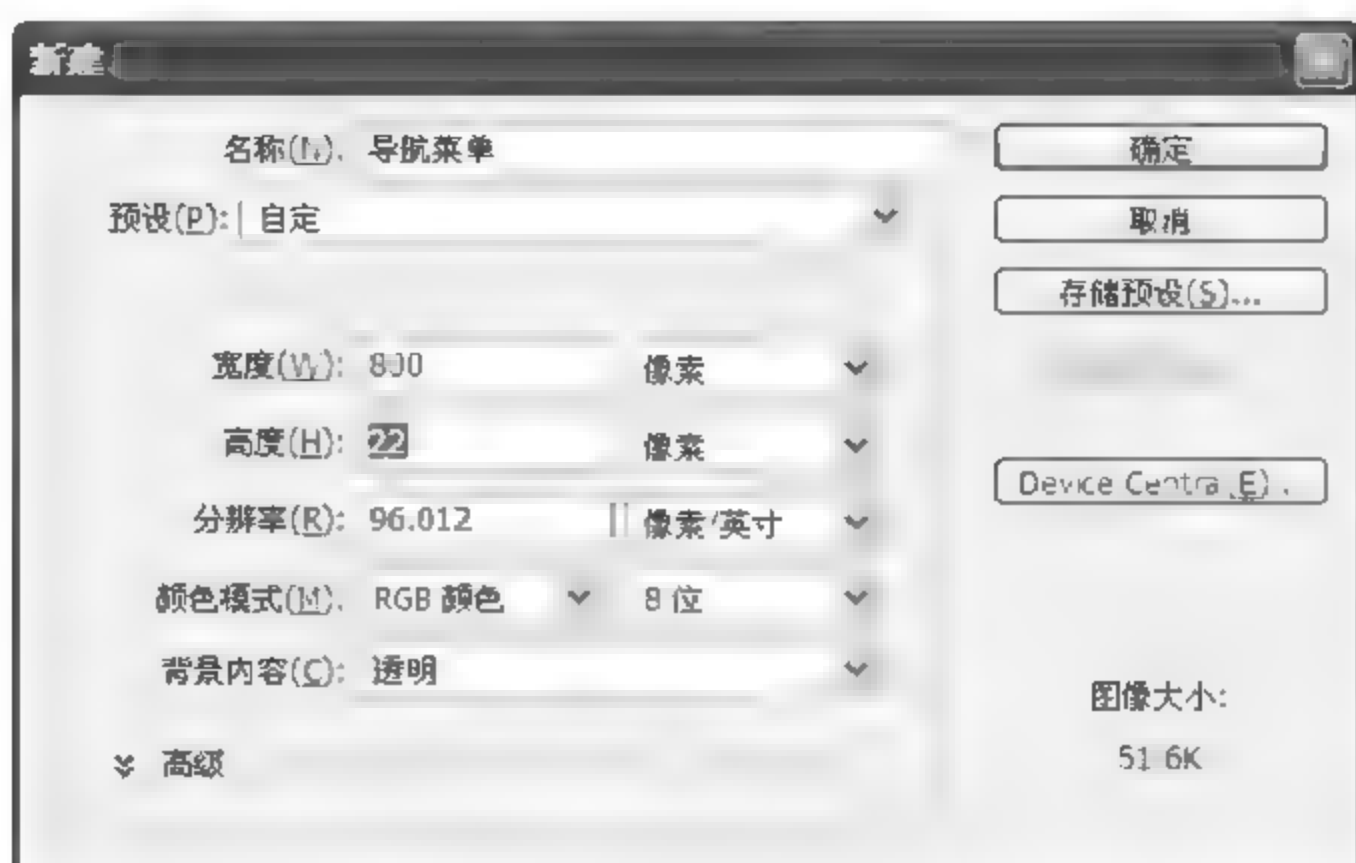 新建
名称(N): 导航菜单 确定
预设(P): 自定 取消
存储预设(S)...
宽度(W): 800 像素
高度(H): 22 像素
Device Central(E)...
分辨率(R): 96.012 像素/英寸
颜色模式(M): RGB 颜色 8 位
背景内容(C): 透明
图像大小:
高级
51.6K